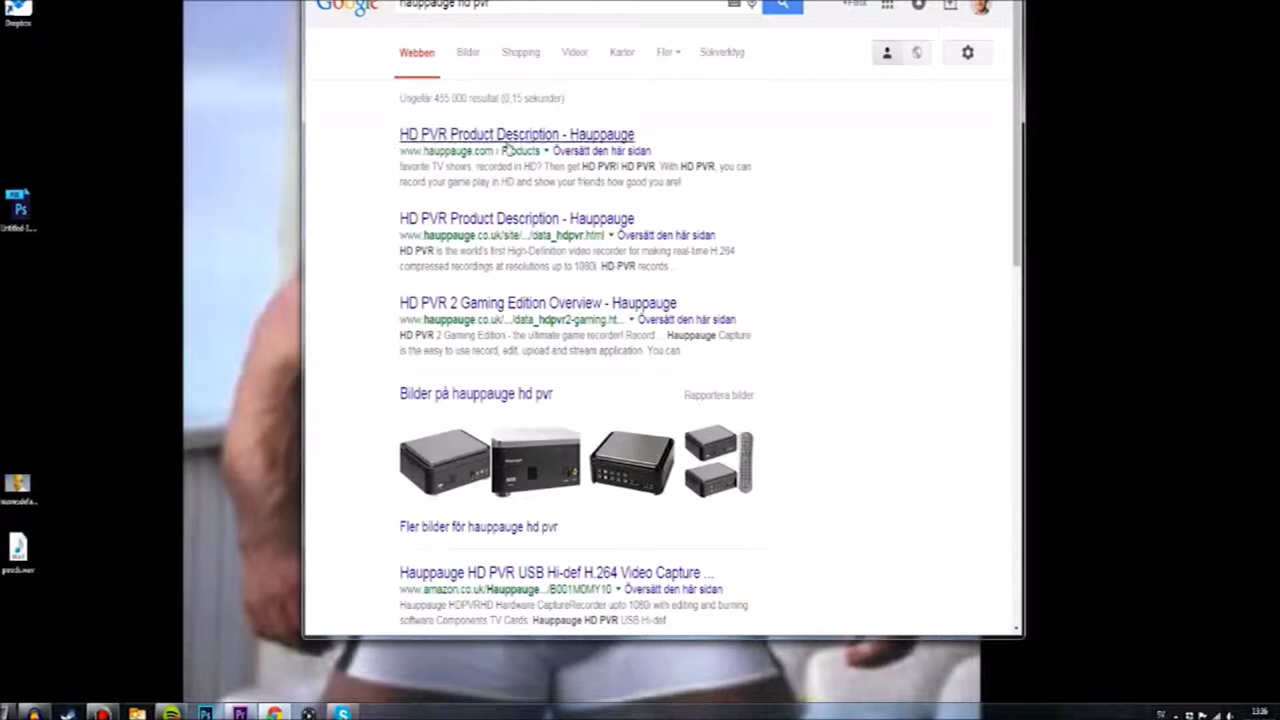 Dropbox
Google
hauppauge hd pvr
Webben Bilder Shopping Videor Kartor Fler Sökverktyg
Ungefär 455 000 resultat (0,15 sekunder)
HD PVR Product Description - Hauppauge
www.hauppauge.com › Products ▾ Översätt den här sidan
favorite TV shows, recorded in HD? Then get HD PVR! HD PVR. With HD PVR, you can
record your game play in HD and show your friends how good you are!
HD PVR Product Description - Hauppauge
www.hauppauge.co.uk/site/.../data_hdpvr.html ▾ Översätt den här sidan
HD PVR is the world's first High-Definition video recorder for making real-time H.264
compressed recordings at resolutions up to 1080i. HD-PVR records ...
HD PVR 2 Gaming Edition Overview - Hauppauge
www.hauppauge.co.uk/.../data_hdpvr2-gaming.ht... ▾ Översätt den här sidan
HD PVR 2 Gaming Edition - the ultimate game recorder! Record ... Hauppauge Capture
is the easy to use record, edit, upload and stream application. You can
Bilder på hauppauge hd pvr
Rapportera bilder
Fler bilder för hauppauge hd pvr
Hauppauge HD PVR USB Hi-def H.264 Video Capture ...
www.amazon.co.uk/Hauppauge.../B001MDMY10 ▾ Översätt den här sidan
Hauppauge HDPVRHD Hardware CaptureRecorder upto 1080i with editing and burning
software Components TV Cards: Hauppauge HD PVR USB Hi-def
Ps
Untitled-1...
SV
13:16